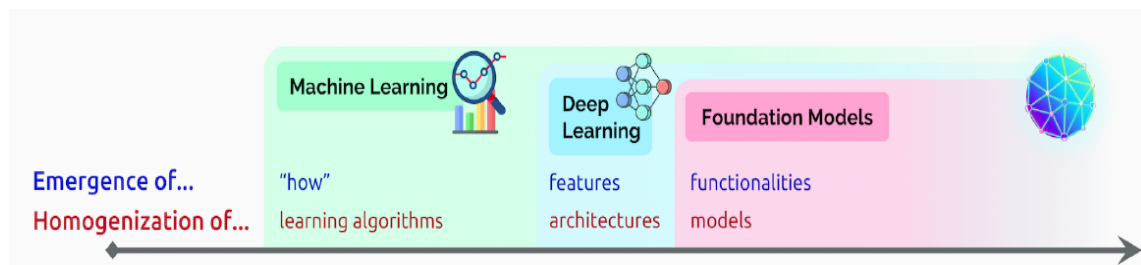 Machine Learning
Deep
Learning
Foundation Models
Emergence of... “how” features functionalities
Homogenization of... learning algorithms architectures models